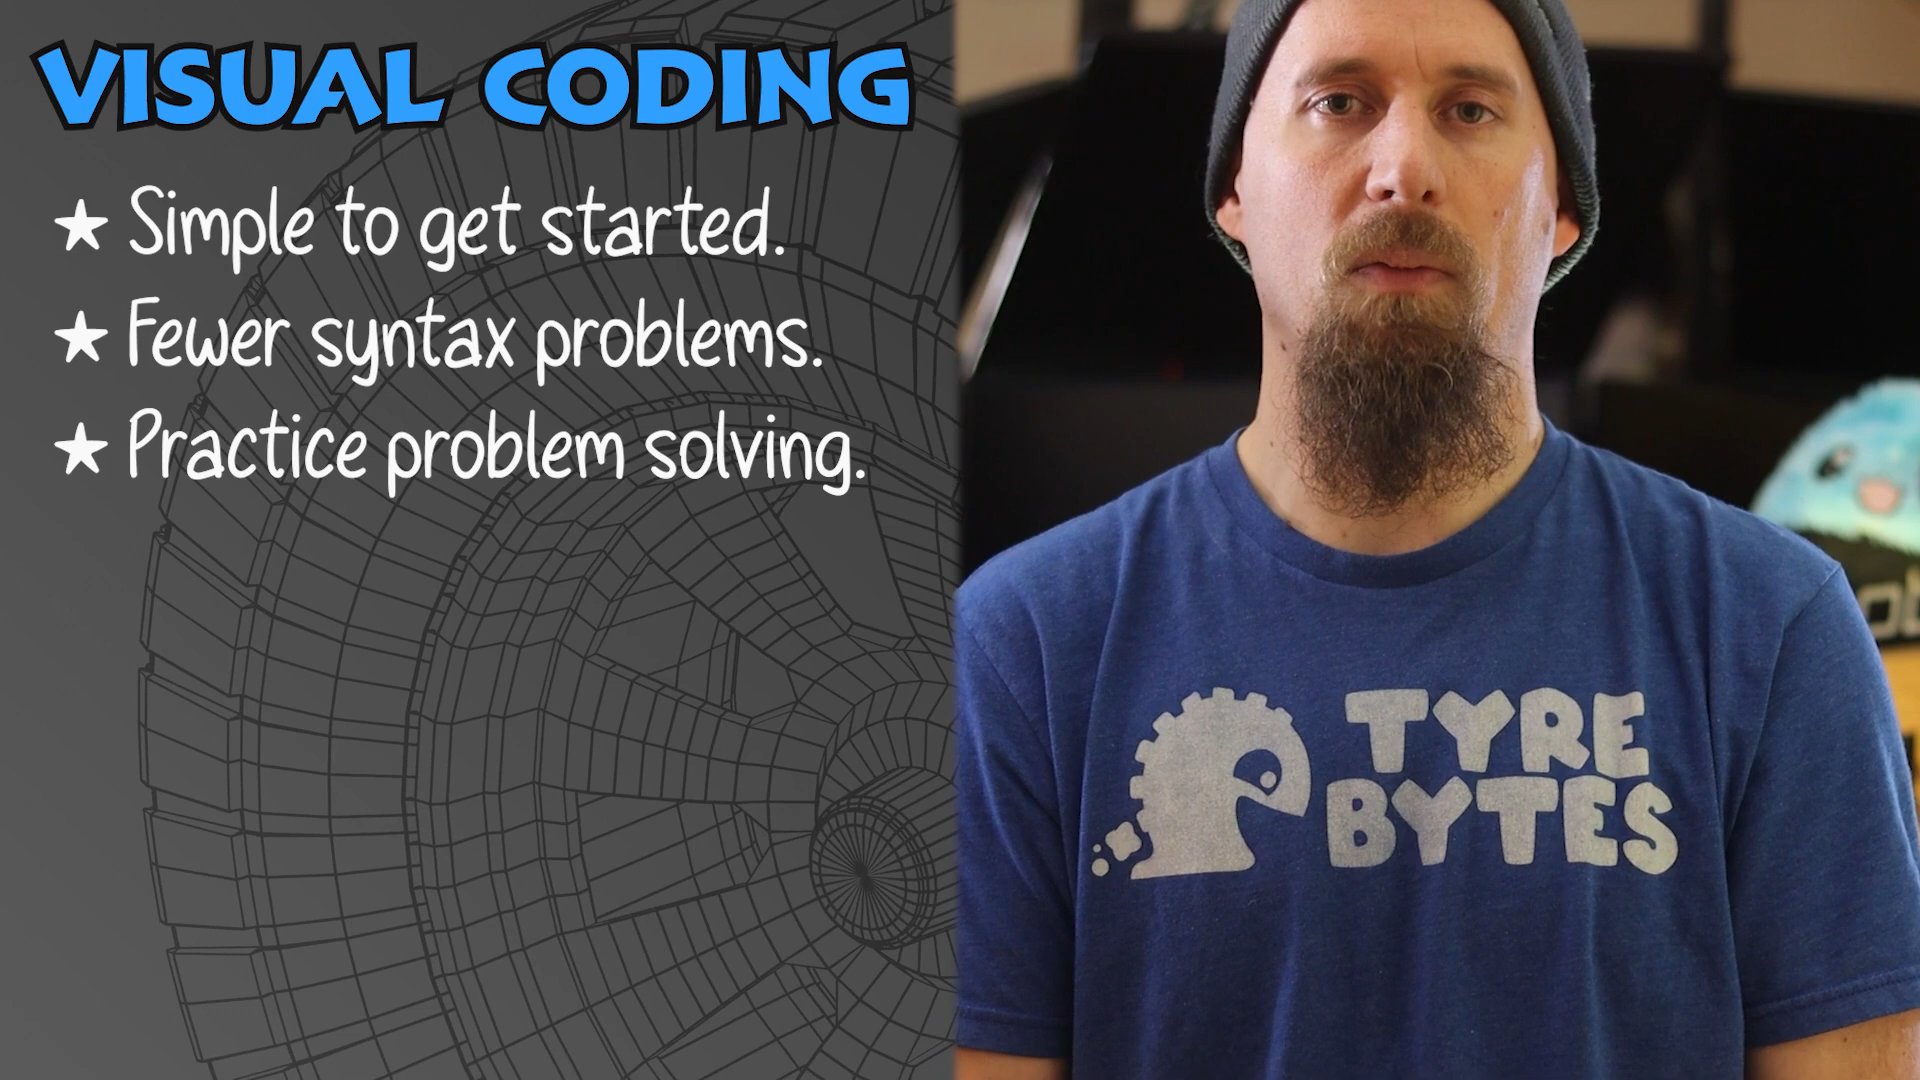 VISUAL CODING
★ Simple to get started.
★ Fewer syntax problems.
★ Practice problem solving.
TYRE
BYTES